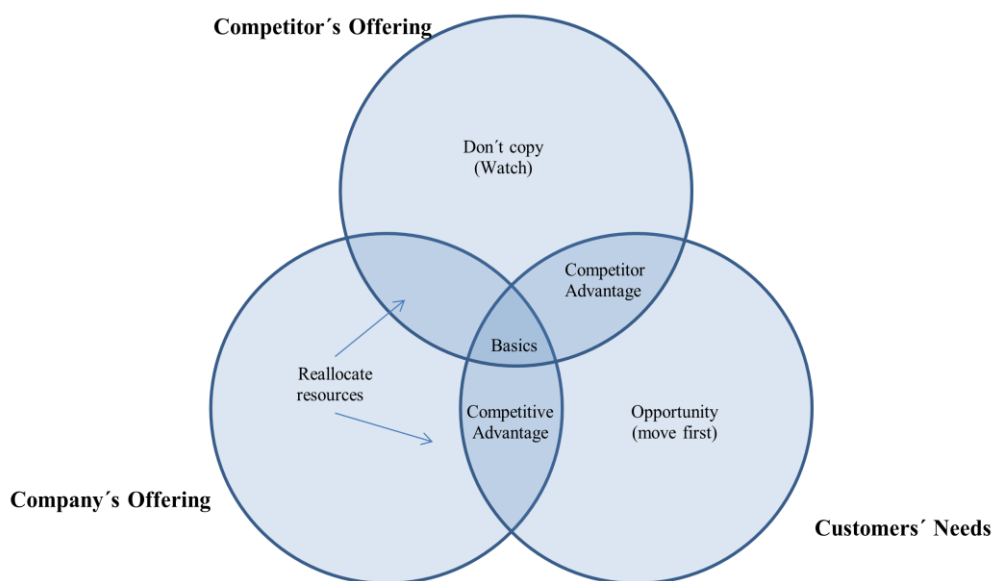 Competitor´s Offering
Don´t copy
(Watch)
Competitor
Advantage
Basics
Reallocate
resources
Competitive
Advantage
Opportunity
(move first)
Company´s Offering
Customers´ Needs